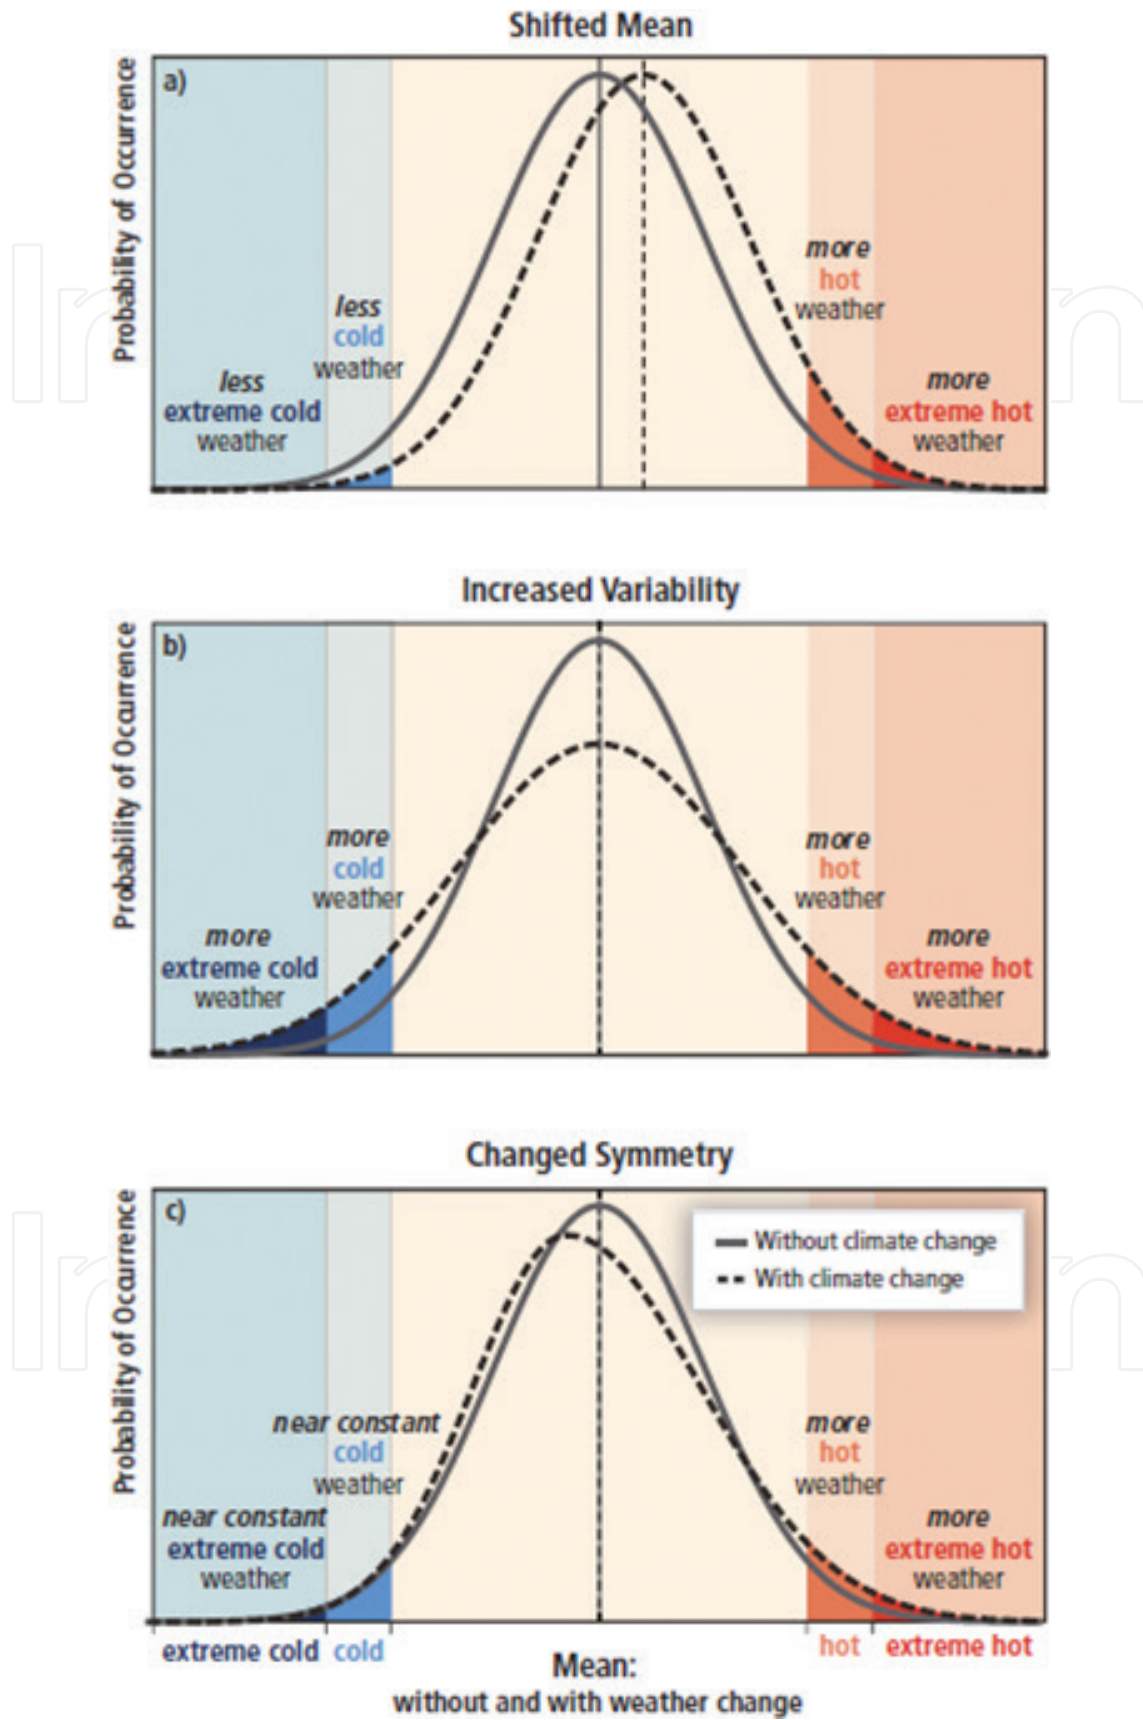 Shifted Mean
a)
Probability of Occurrence
less
extreme cold
weather
less
cold
weather
more
hot
weather
more
extreme hot
weather
Increased Variability
b)
Probability of Occurrence
more
extreme cold
weather
more
cold
weather
more
hot
weather
more
extreme hot
weather
Changed Symmetry
c)
Probability of Occurrence
Without climate change
With climate change
near constant
extreme cold
weather
near constant
cold
weather
more
hot
weather
more
extreme hot
weather
extreme cold
cold
hot
extreme hot
Mean:
without and with weather change